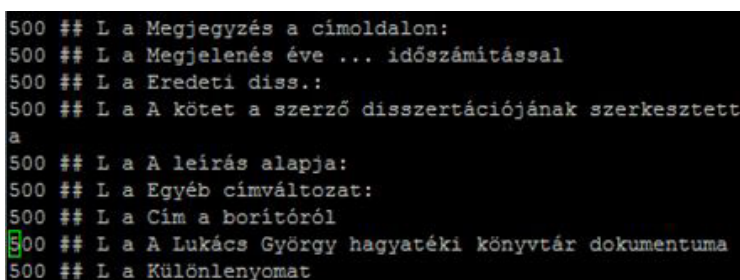 500 ## L a Megjegyzés a címoldalon:
500 ## L a Megjelenés éve ... időszámítással
500 ## L a Eredeti diss.:
500 ## L a A kötet a szerző disszertációjának szerkesztett
a
500 ## L a A leírás alapja:
500 ## L a Egyéb címváltozat:
500 ## L a Cím a borítóról
500 ## L a A Lukács György hagyatéki könyvtár dokumentuma
500 ## L a Különlenyomat